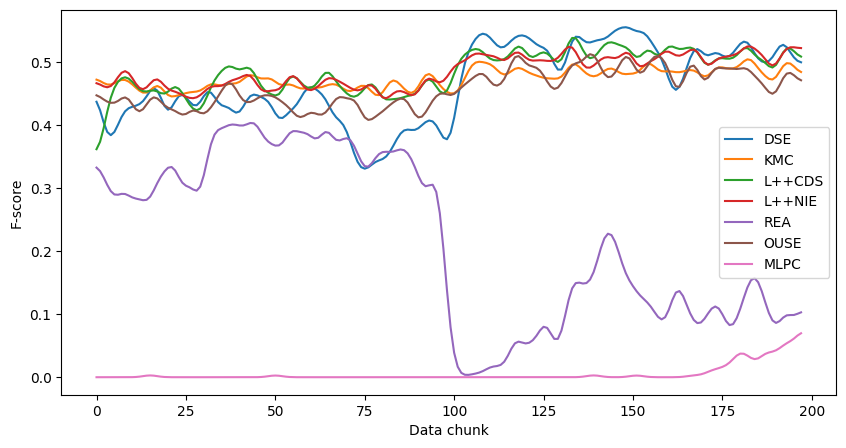 0.5
0.4
0.3
0.2
0.1
0.0
F-score
0
25
50
75
100
125
150
175
200
Data chunk
DSE
KMC
L++CDS
L++NIE
REA
OUSE
MLPC